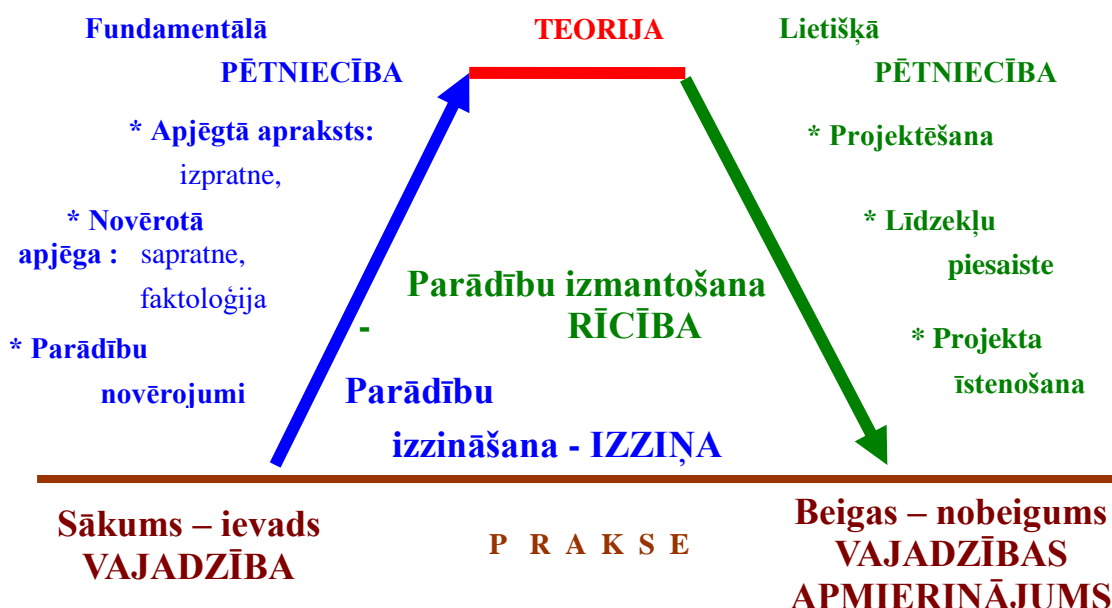 Fundamentālā
PĒTNIECĪBA
* Apjēgtā apraksts:
izpratne,
* Novērotā
apjēga : sapratne,
faktoloģija
* Parādību
novērojumi
TEORIJA
Lietišķā
PĒTNIECĪBA
* Projektēšana
* Līdzekļu
piesaiste
* Projekta
īstenošana
Parādību izmantošana
- RĪCĪBA
Parādību
izzināšana - IZZIŅA
Sākums – ievads
VAJADZĪBA
P R A K S E
Beigas – nobeigums
VAJADZĪBAS
APMIERINĀJUMS